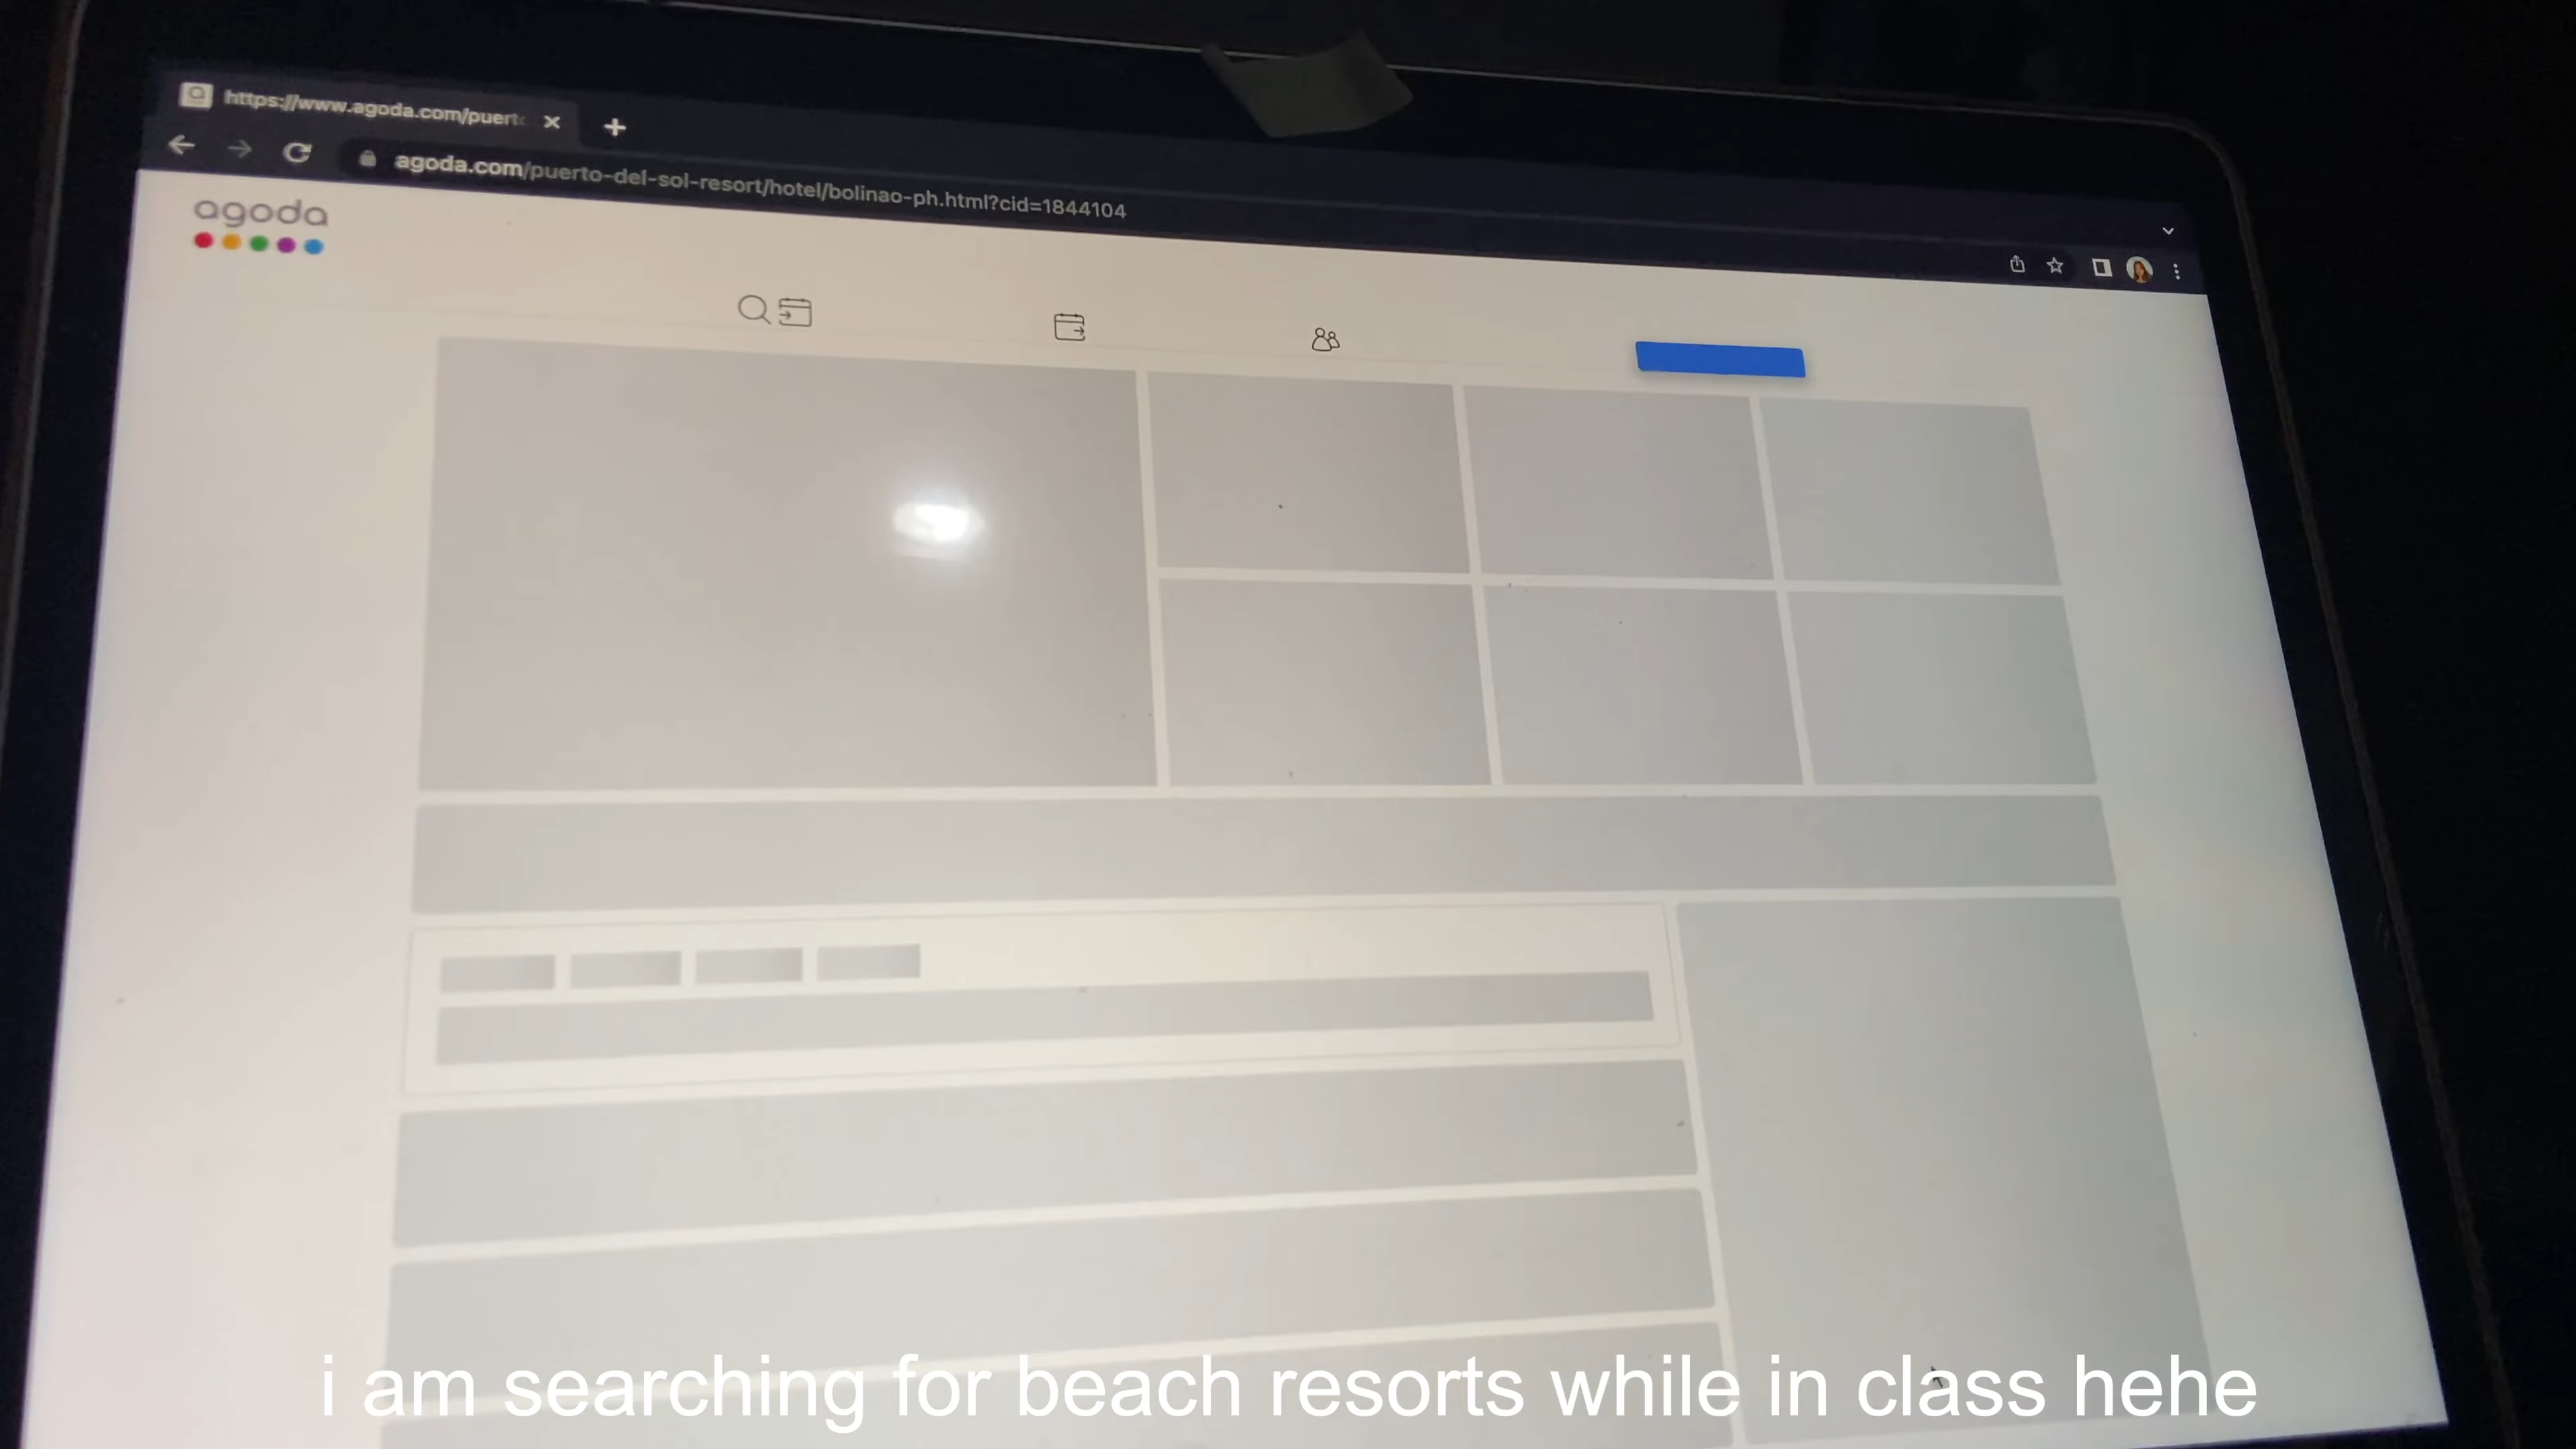 https://www.agoda.com/puerto
agoda.com/puerto-del-sol-resort/hotel/bolinao-ph.html?cid=1844104
agoda
i am searching for beach resorts while in class hehe